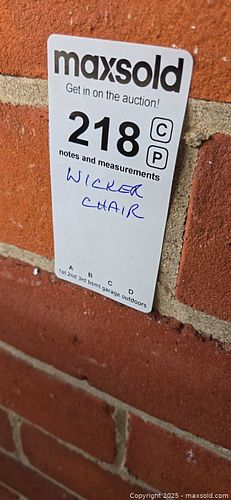 maxsold
Get in on the auction!
218 C
P
notes and measurements
WICKER
CHAIR
A B C D
1st 2nd 3rd bsmt garage outdoors
Copyright 2025 - maxsold.com